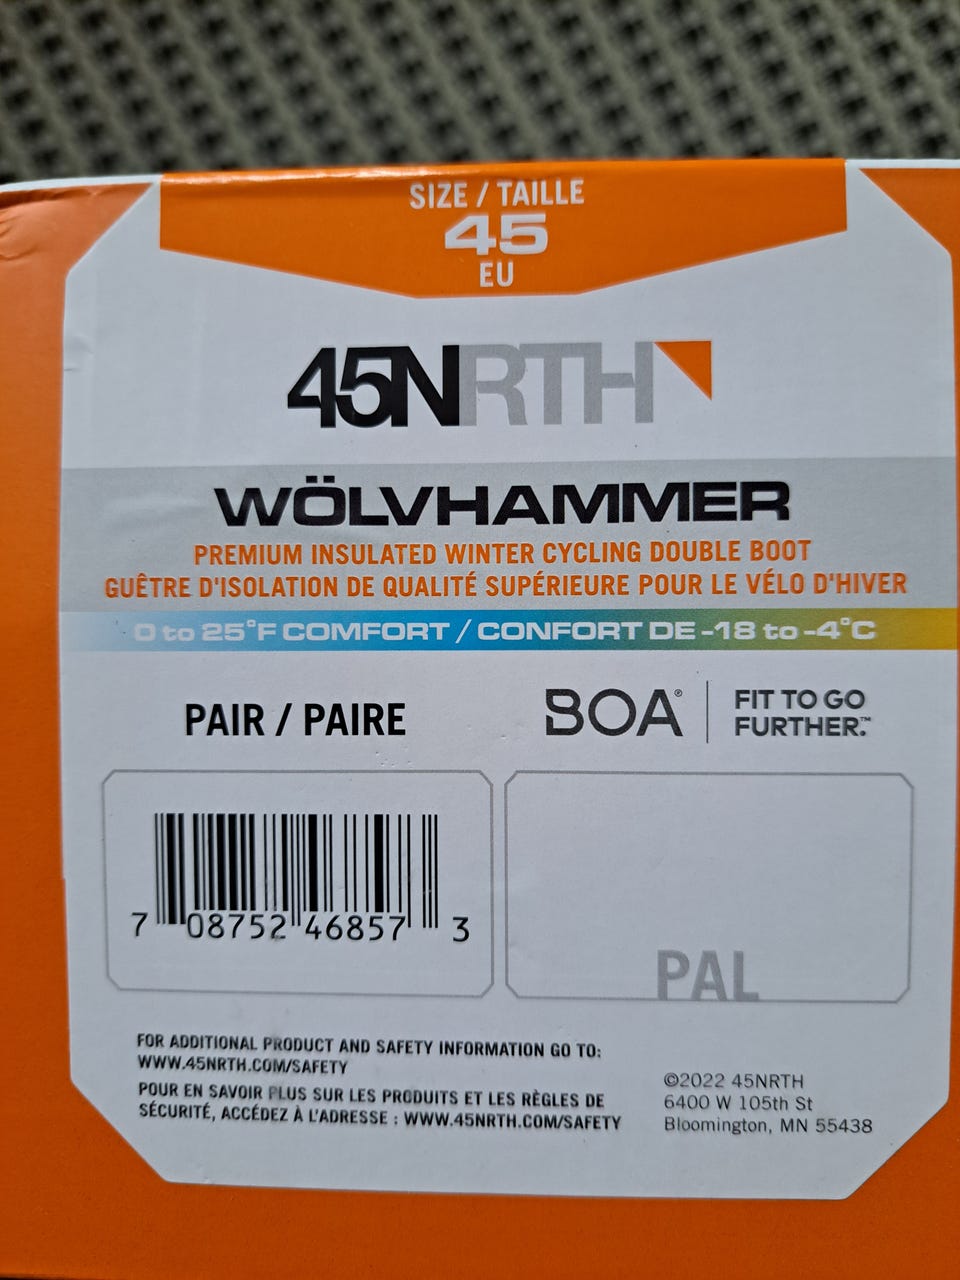 SIZE / TAILLE
45
EU
45NRTH
WÖLVHAMMER
PREMIUM INSULATED WINTER CYCLING DOUBLE BOOT
GUÊTRE D'ISOLATION DE QUALITÉ SUPÉRIEURE POUR LE VÉLO D'HIVER
0 to 25°F COMFORT / CONFORT DE -18 to -4°C
PAIR / PAIRE
BOA® FIT TO GO
FURTHER.™
7 08752 46857 3
PAL
FOR ADDITIONAL PRODUCT AND SAFETY INFORMATION GO TO:
WWW.45NRTH.COM/SAFETY
POUR EN SAVOIR PLUS SUR LES PRODUITS ET LES RÈGLES DE
SÉCURITÉ, ACCÉDEZ À L'ADRESSE : WWW.45NRTH.COM/SAFETY
©2022 45NRTH
6400 W 105th St
Bloomington, MN 55438